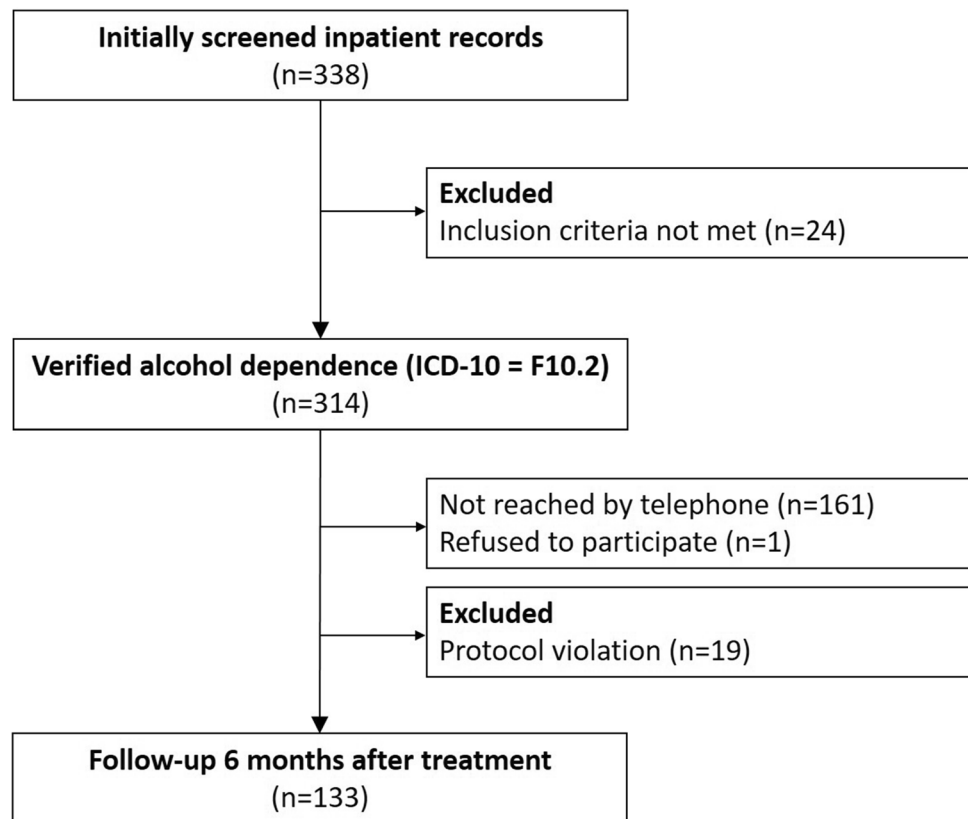 Initially screened inpatient records
(n=338)
Excluded
Inclusion criteria not met (n=24)
Verified alcohol dependence (ICD-10 = F10.2)
(n=314)
Not reached by telephone (n=161)
Refused to participate (n=1)
Excluded
Protocol violation (n=19)
Follow-up 6 months after treatment
(n=133)